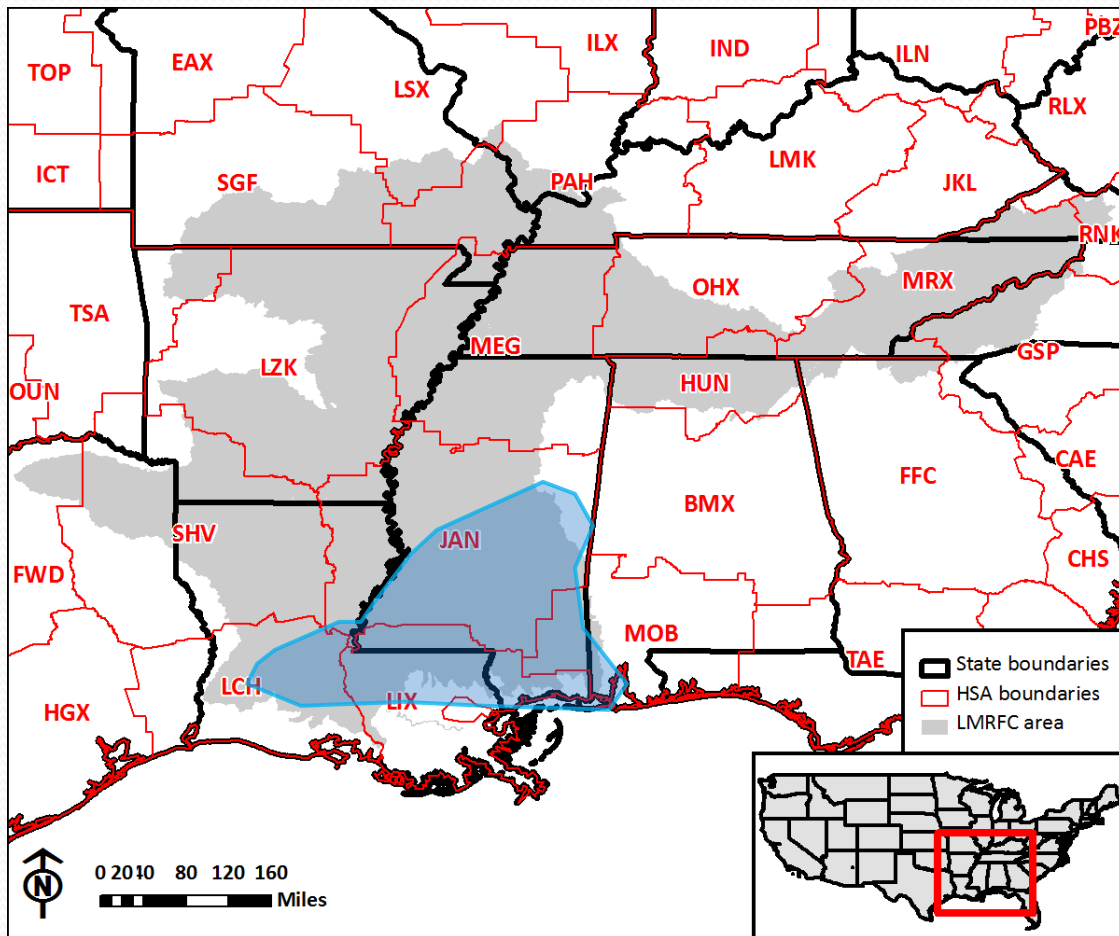 ILX
IND
PBZ
ILN
EAX
TOP
LSX
RLX
LMK
ICT
SGF
PAH
JKL
RNK
OHX
MRX
TSA
MEG
GSP
LZK
HUN
OUN
CAE
FFC
BMX
SHV
JAN
CHS
FWD
MOB
TAE
LCH
LIX
HGX
State boundaries
HSA boundaries
LMRFC area
N
0 20 40 80 120 160
Miles